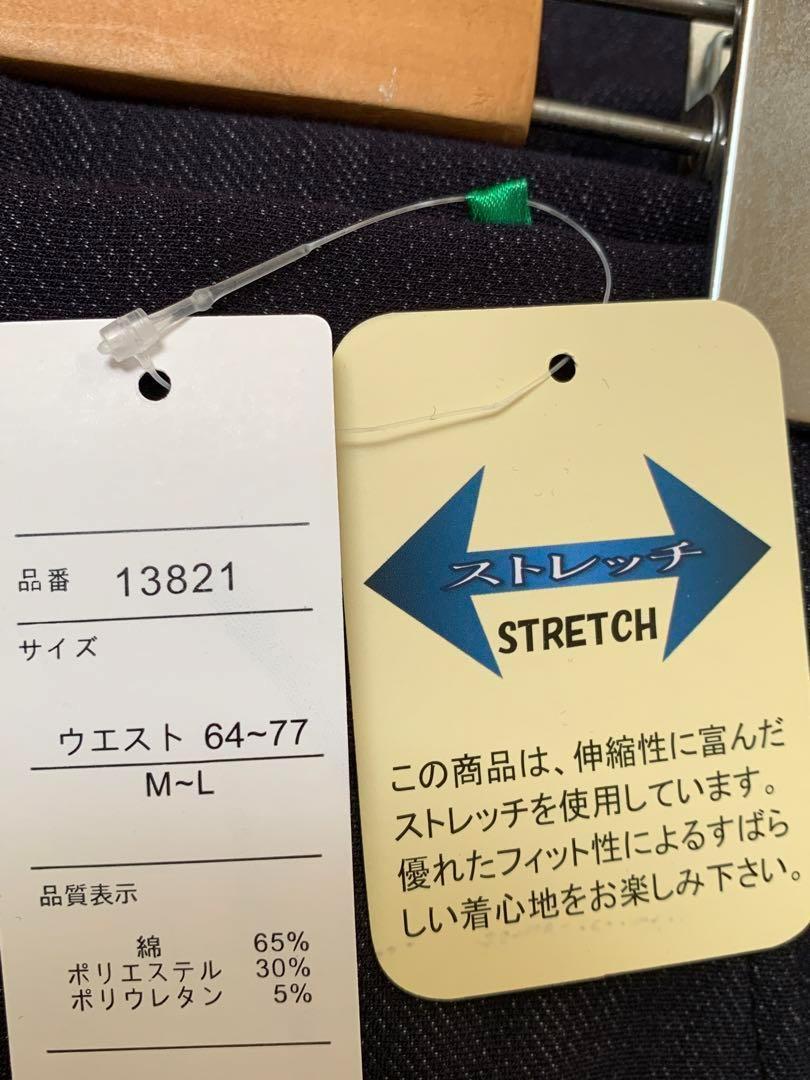 品番 13821
サイズ
ウエスト 64~77
M~L
品質表示
綿 65%
ポリエステル 30%
ポリウレタン 5%
ストレッチ
STRETCH
この商品は、伸縮性に富んだ
ストレッチを使用しています。
優れたフィット性によるすばら
しい着心地をお楽しみ下さい。